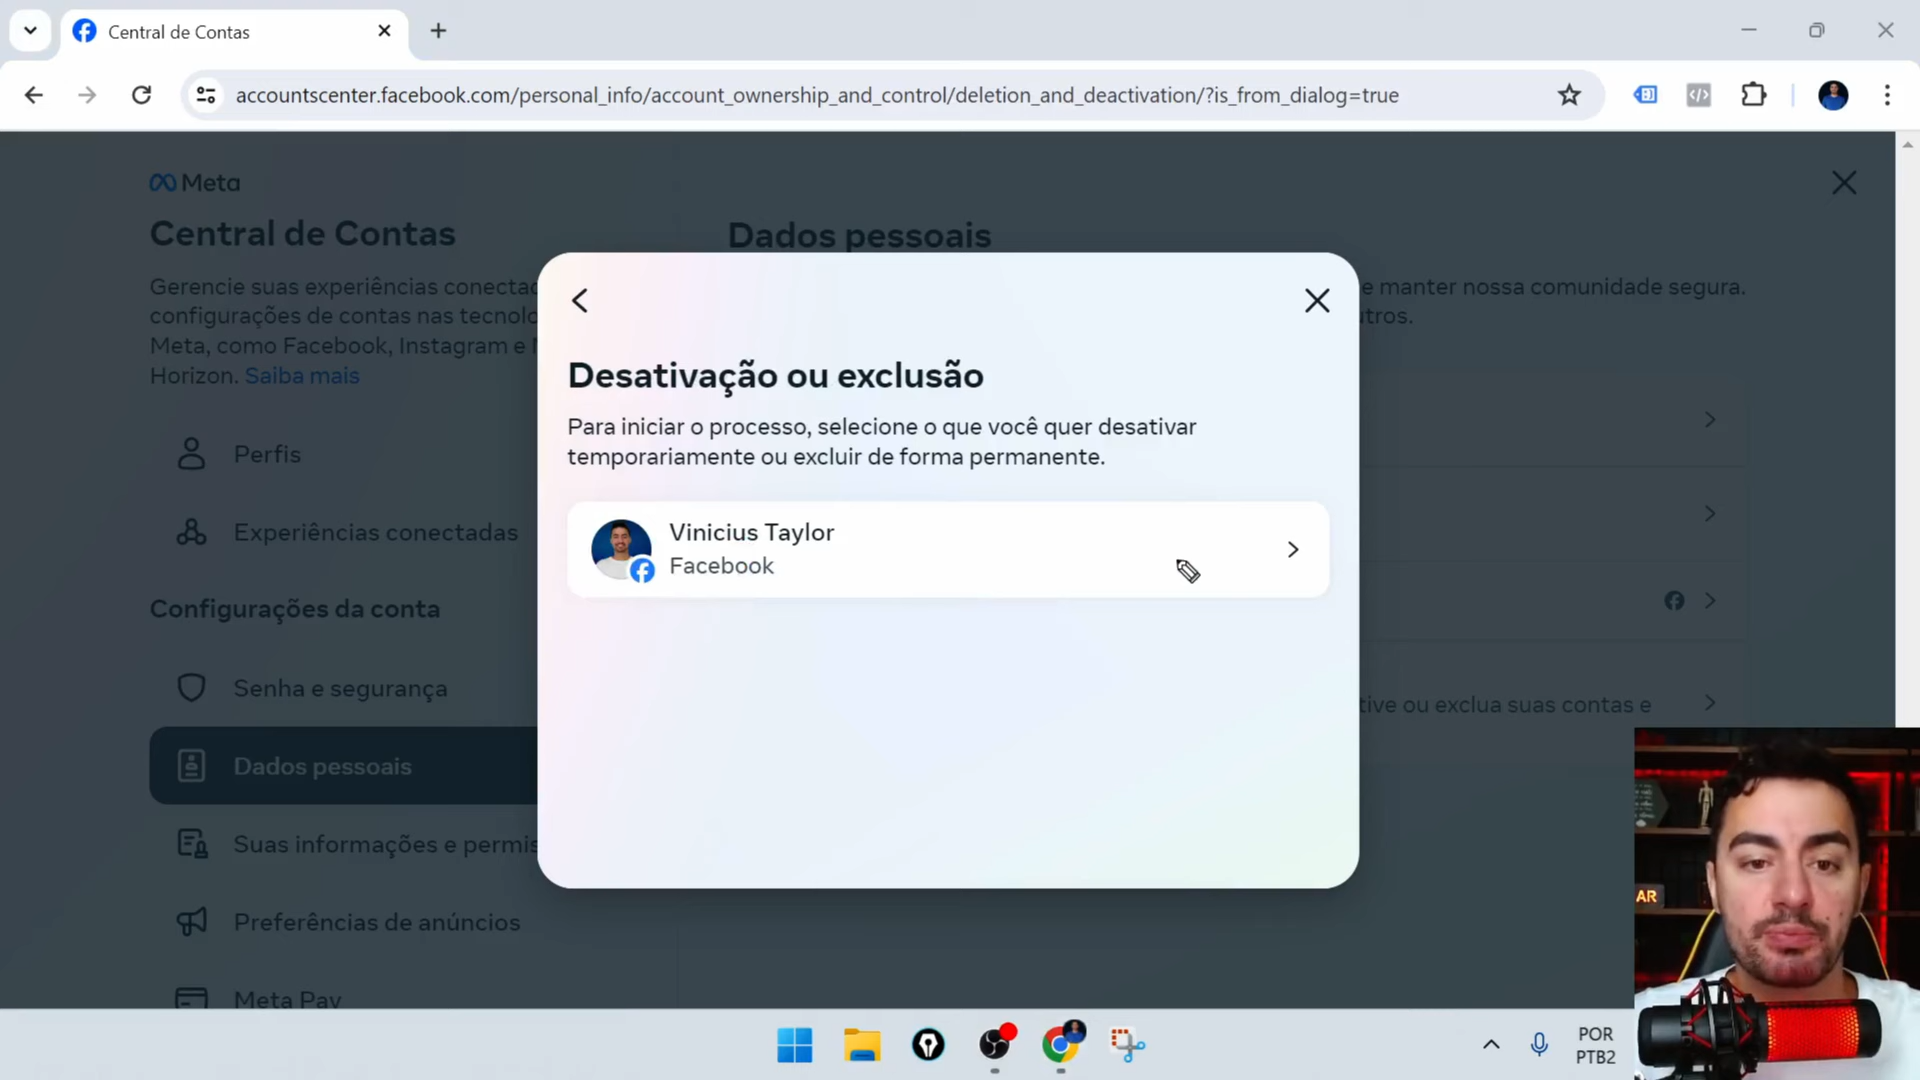 Central de Contas
accountscenter.facebook.com/personal_info/account_ownership_and_control/deletion_and_deactivation/?is_from_dialog=true
Meta
Central de Contas
Gerencie suas experiências conectad
configurações de contas nas tecnolo
Meta, como Facebook, Instagram e
Horizon. Saiba mais
Perfis
Experiências conectadas
Configurações da conta
Senha e segurança
Dados pessoais
Suas informações e permis
Preferências de anúncios
Meta Pay
Dados pessoais
e manter nossa comunidade segura.
tros.
tive ou exclua suas contas e
Desativação ou exclusão
Para iniciar o processo, selecione o que você quer desativar
temporariamente ou excluir de forma permanente.
Vinicius Taylor
Facebook
AR
POR
PTB2